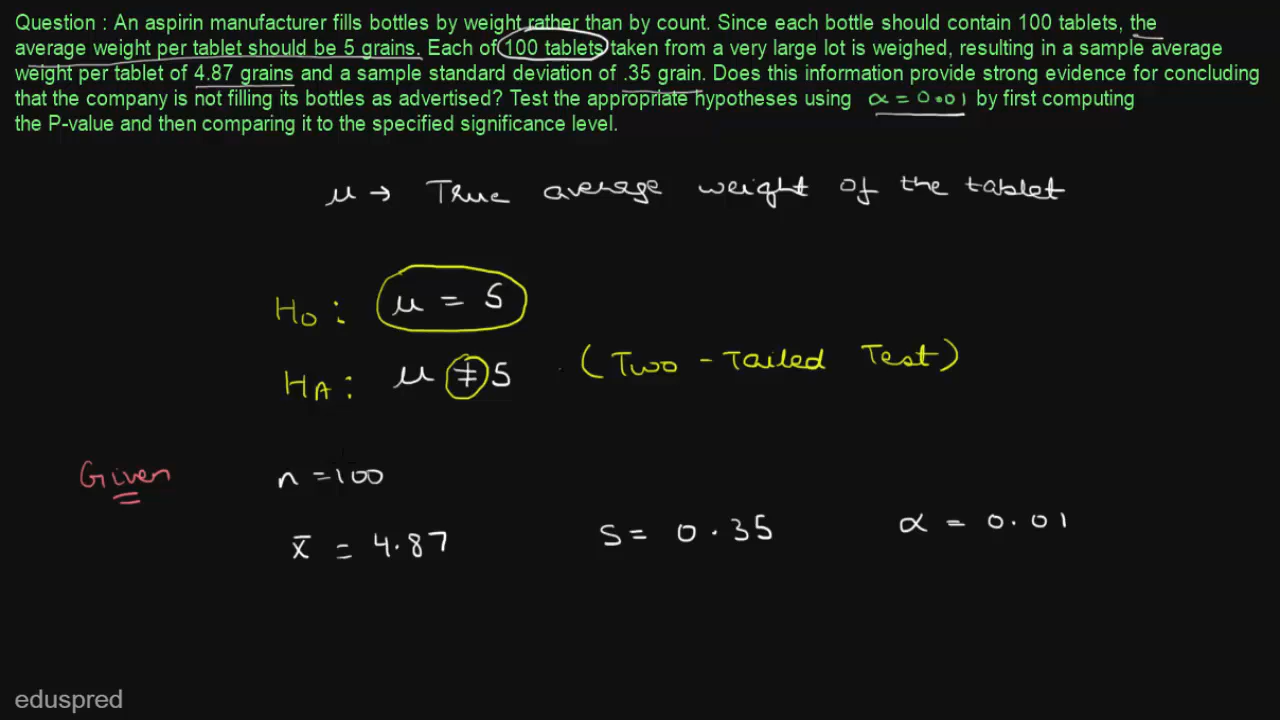 Question : An aspirin manufacturer fills bottles by weight rather than by count. Since each bottle should contain 100 tablets, the
average weight per tablet should be 5 grains. Each of 100 tablets taken from a very large lot is weighed, resulting in a sample average
weight per tablet of 4.87 grains and a sample standard deviation of .35 grain. Does this information provide strong evidence for concluding
that the company is not filling its bottles as advertised? Test the appropriate hypotheses using α = 0.01 by first computing
the P-value and then comparing it to the specified significance level.
μ → True average weight of the tablet
H₀ : μ = 5
Hₐ : μ ≠ 5 (Two - Tailed Test)
Given n = 100
x̄ = 4.87 s = 0.35 α = 0.01
eduspred